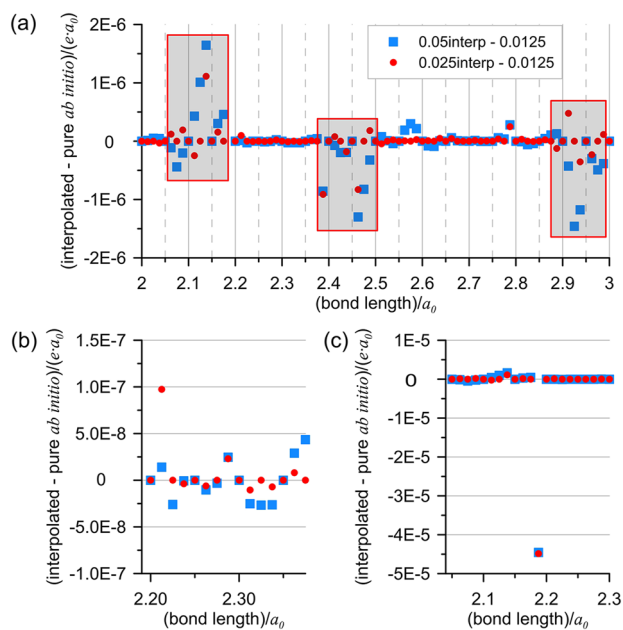 (a)
(interpolated - pure ab initio)/(e·a₀)
2E-6
1E-6
0
-1E-6
-2E-6
0.05interp - 0.0125
0.025interp - 0.0125
2 2.1 2.2 2.3 2.4 2.5 2.6 2.7 2.8 2.9 3
(bond length)/a₀
(b)
(interpolated - pure ab initio)/(e·a₀)
1.5E-7
1.0E-7
5.0E-8
0
-5.0E-8
-1.0E-7
2.20 2.30
(bond length)/a₀
(c)
(interpolated - pure ab initio)/(e·a₀)
1E-5
0
-1E-5
-2E-5
-3E-5
-4E-5
-5E-5
2.1 2.2 2.3
(bond length)/a₀